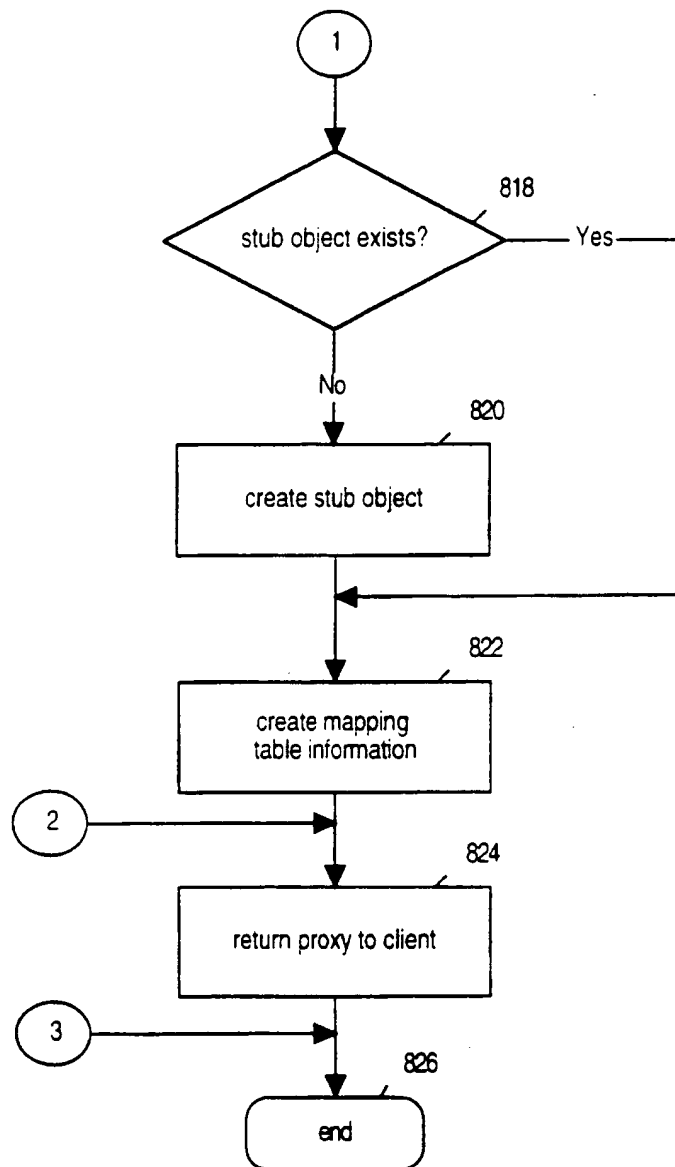 1
818
stub object exists?
Yes
No
820
create stub object
822
create mapping
table information
2
824
return proxy to client
3
826
end